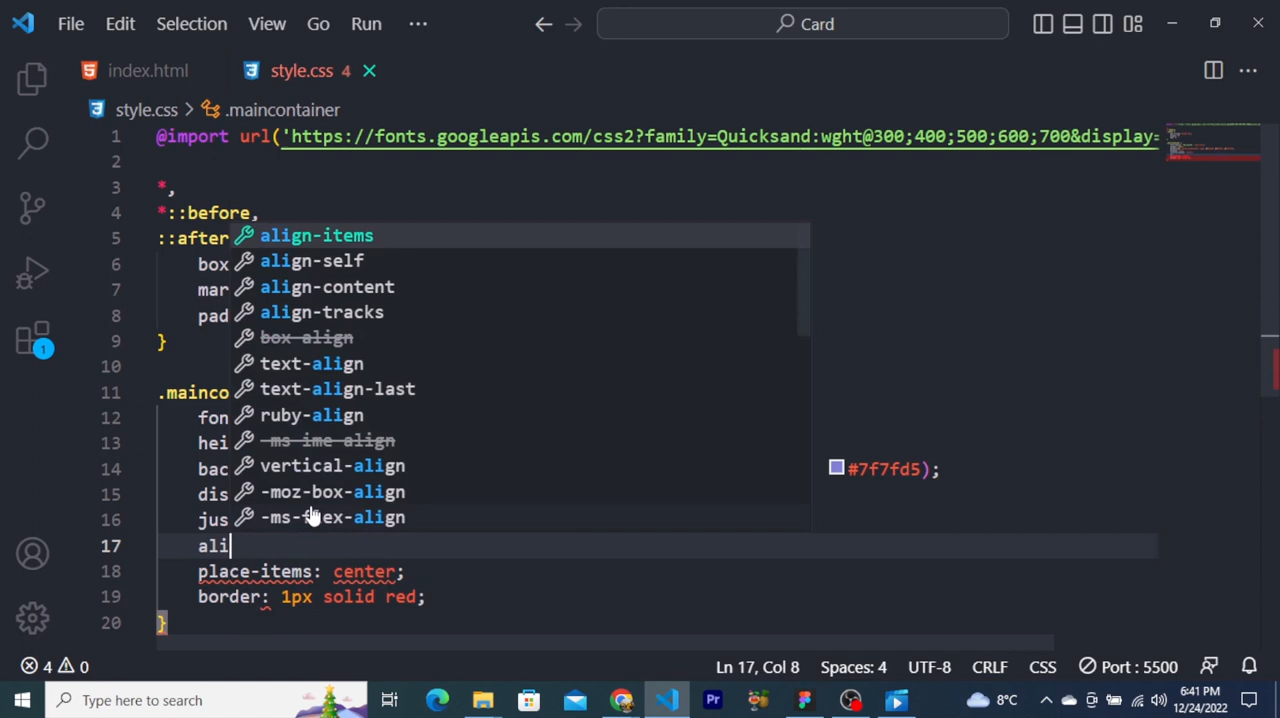 File Edit Selection View Go Run ··· Card
index.html style.css 4
style.css > .maincontainer
1 @import url('https://fonts.googleapis.com/css2?family=Quicksand:wght@300;400;500;600;700&display=
2
3 *,
4 *::before,
align-items
5 ::after
align-self
6 box
align-content
7 mar
align-tracks
8 pad
box-align
9 }
text-align
10
text-align-last
11 .mainco
ruby-align
12 fon
-ms-ime-align
13 hei
vertical-align
14 bac #7f7fd5);
-moz-box-align
15 dis
-ms-flex-align
16 jus
17 ali
18 place-items: center;
19 border: 1px solid red;
20 }
1
4 0 Ln 17, Col 8 Spaces: 4 UTF-8 CRLF CSS Port : 5500
Type here to search Pr 8°C 6:41 PM
12/24/2022